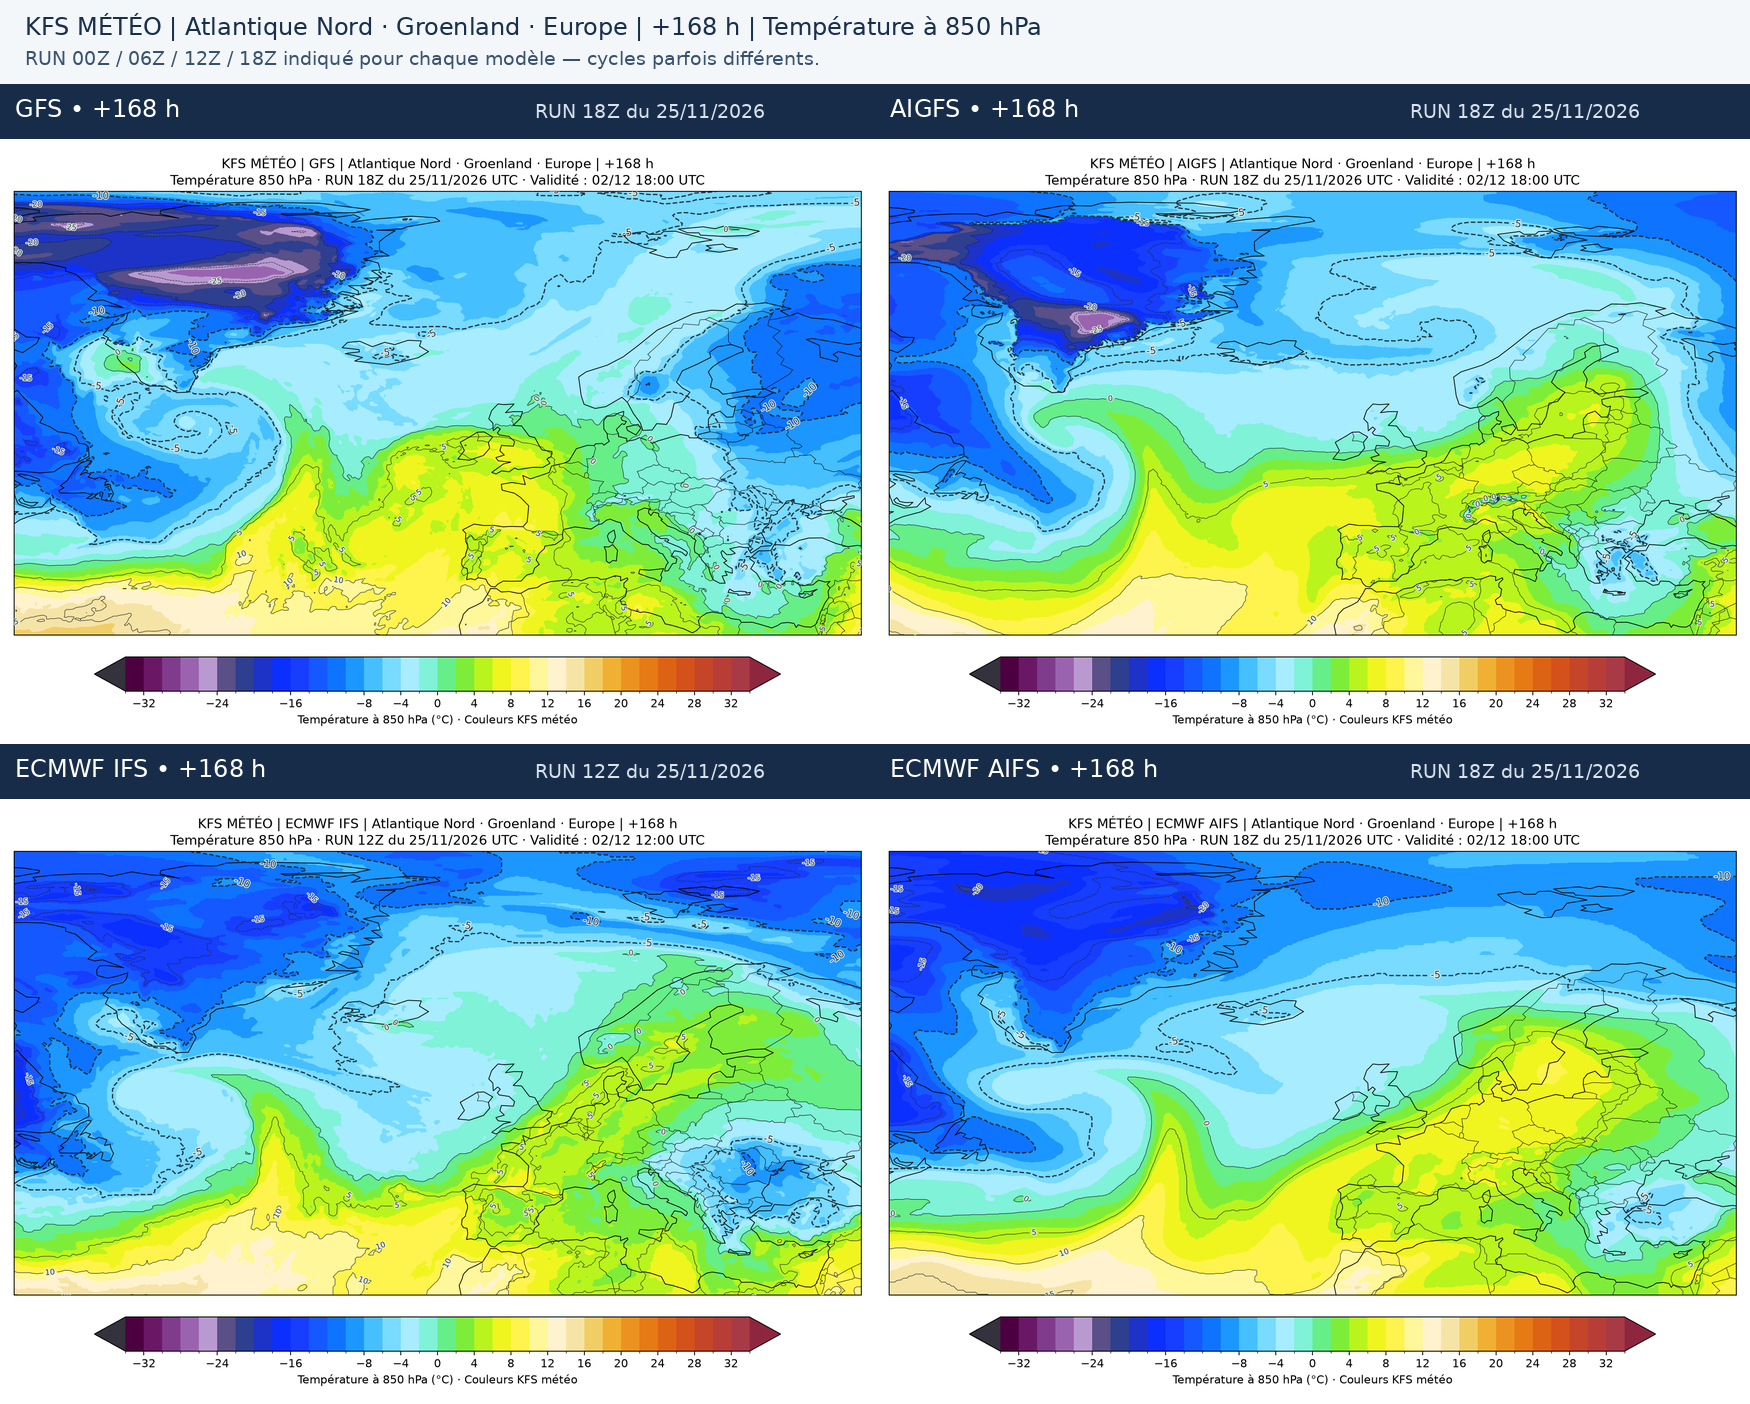 KFS MÉTÉO | Atlantique Nord · Groenland · Europe | +168 h | Température à 850 hPa
RUN 00Z / 06Z / 12Z / 18Z indiqué pour chaque modèle — cycles parfois différents.
GFS • +168 h
RUN 18Z du 25/11/2026
AIGFS • +168 h
RUN 18Z du 25/11/2026
KFS MÉTÉO | GFS | Atlantique Nord · Groenland · Europe | +168 h
Température 850 hPa · RUN 18Z du 25/11/2026 UTC · Validité : 02/12 18:00 UTC
KFS MÉTÉO | AIGFS | Atlantique Nord · Groenland · Europe | +168 h
Température 850 hPa · RUN 18Z du 25/11/2026 UTC · Validité : 02/12 18:00 UTC
−32 −24 −16 −8 −4 0 4 8 12 16 20 24 28 32
Température à 850 hPa (°C) · Couleurs KFS météo
−32 −24 −16 −8 −4 0 4 8 12 16 20 24 28 32
Température à 850 hPa (°C) · Couleurs KFS météo
ECMWF IFS • +168 h
RUN 12Z du 25/11/2026
ECMWF AIFS • +168 h
RUN 18Z du 25/11/2026
KFS MÉTÉO | ECMWF IFS | Atlantique Nord · Groenland · Europe | +168 h
Température 850 hPa · RUN 12Z du 25/11/2026 UTC · Validité : 02/12 12:00 UTC
KFS MÉTÉO | ECMWF AIFS | Atlantique Nord · Groenland · Europe | +168 h
Température 850 hPa · RUN 18Z du 25/11/2026 UTC · Validité : 02/12 18:00 UTC
−32 −24 −16 −8 −4 0 4 8 12 16 20 24 28 32
Température à 850 hPa (°C) · Couleurs KFS météo
−32 −24 −16 −8 −4 0 4 8 12 16 20 24 28 32
Température à 850 hPa (°C) · Couleurs KFS météo